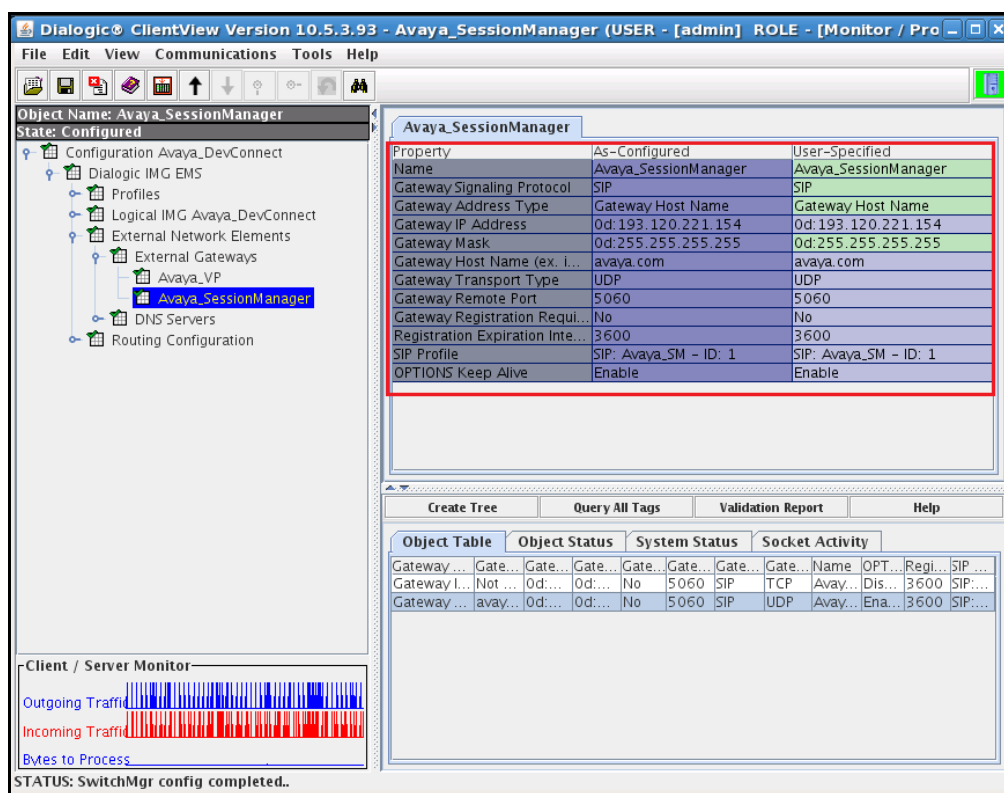 Dialogic® ClientView Version 10.5.3.93 - Avaya_SessionManager (USER - [admin] ROLE - [Monitor / Pro
File Edit View Communications Tools Help
Object Name: Avaya_SessionManager
State: Configured
Configuration Avaya_DevConnect
Dialogic IMG EMS
Profiles
Logical IMG Avaya_DevConnect
External Network Elements
External Gateways
Avaya_VP
Avaya_SessionManager
DNS Servers
Routing Configuration
Client / Server Monitor
Outgoing Traffic
Incoming Traffic
Bytes to Process
Avaya_SessionManager
Property As-Configured User-Specified
Name Avaya_SessionManager Avaya_SessionManager
Gateway Signaling Protocol SIP SIP
Gateway Address Type Gateway Host Name Gateway Host Name
Gateway IP Address 0d:193.120.221.154 0d:193.120.221.154
Gateway Mask 0d:255.255.255.255 0d:255.255.255.255
Gateway Host Name (ex. i... avaya.com avaya.com
Gateway Transport Type UDP UDP
Gateway Remote Port 5060 5060
Gateway Registration Requi... No No
Registration Expiration Inte... 3600 3600
SIP Profile SIP: Avaya_SM - ID: 1 SIP: Avaya_SM - ID: 1
OPTIONS Keep Alive Enable Enable
Create Tree Query All Tags Validation Report Help
Object Table Object Status System Status Socket Activity
Gateway ... Gate... Gate... Gate... Gate... Gate... Gate... Gate... Name OPT... Regi... SIP ...
Gateway I... Not ... 0d:... 0d:... No 5060 SIP TCP Avay... Dis... 3600 SIP:...
Gateway ... avay... 0d:... 0d:... No 5060 SIP UDP Avay... Ena... 3600 SIP:...
STATUS: SwitchMgr config completed..